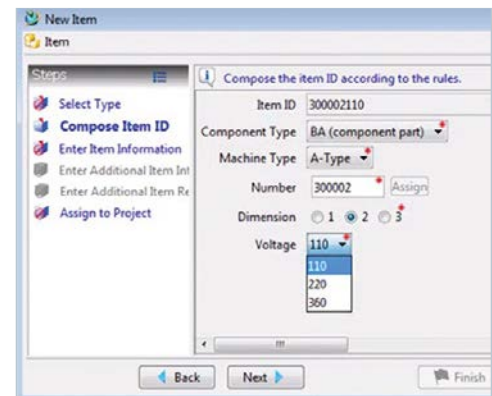 New Item
Item
Steps
Select Type
Compose Item ID
Enter Item Information
Enter Additional Item Inf
Enter Additional Item Re
Assign to Project
Compose the item ID according to the rules.
Item ID 300002110
Component Type BA (component part)
Machine Type A-Type
Number 300002 Assign
Dimension 1 2 3
Voltage 110
110
220
360
Back Next Finish